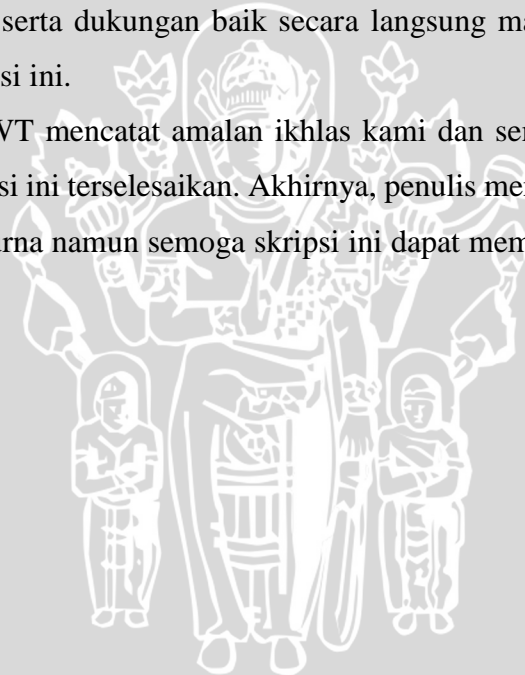 serta dukungan baik secara langsung ma
si ini.
WT mencatat amalan ikhlas kami dan ser
si ini terselesaikan. Akhirnya, penulis me
rna namun semoga skripsi ini dapat mem